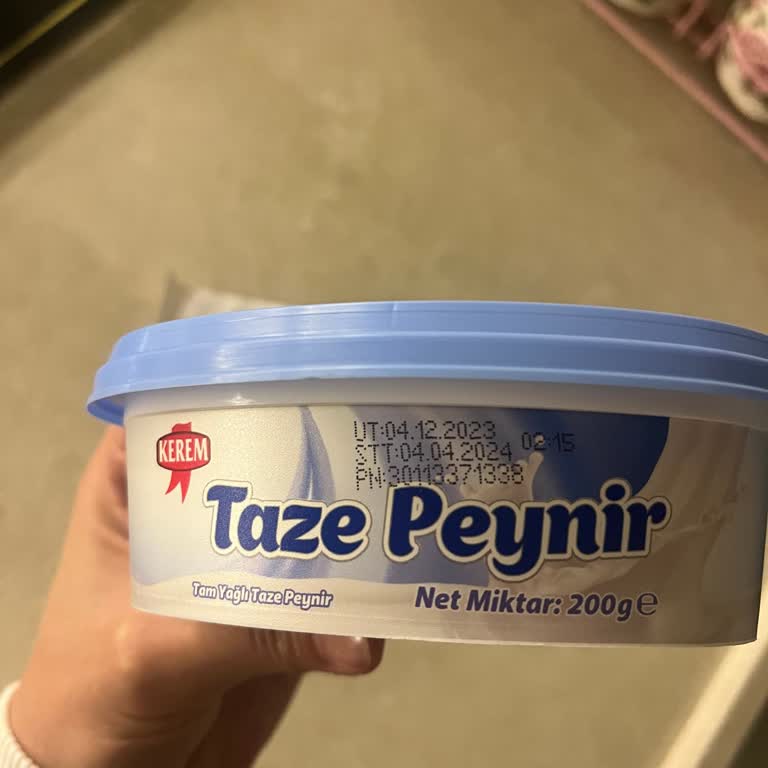 ÜT:04.12.2023
02:15
STT:04.04.2024
PN:30113371338
KEREM
Taze Peynir
Tam Yağlı Taze Peynir
Net Miktar: 200g e